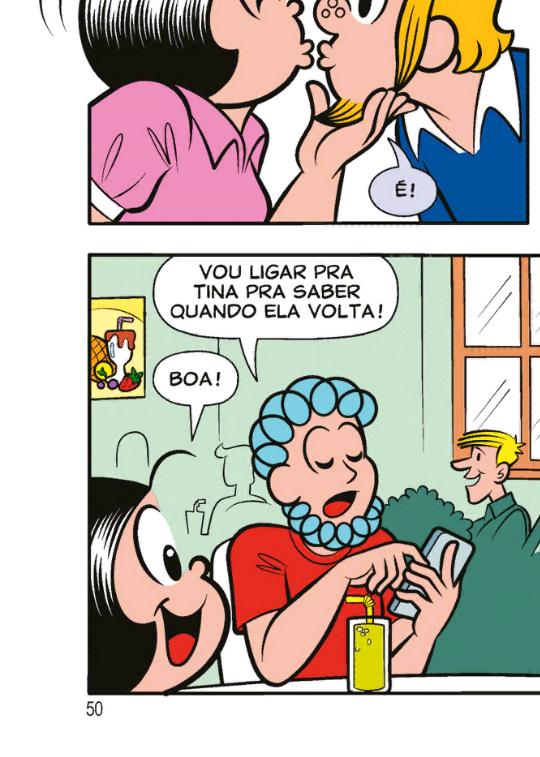 É!
VOU LIGAR PRA
TINA PRA SABER
QUANDO ELA VOLTA!
BOA!
50